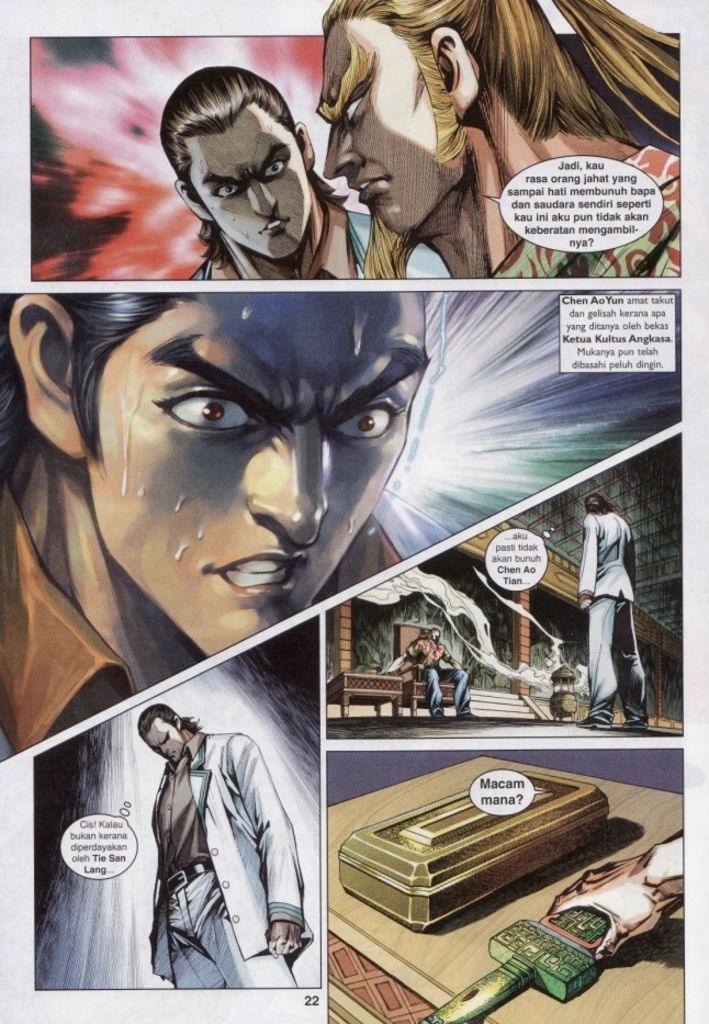 Jadi, kau
rasa orang jahat yang
sampai hati membunuh bapa
dan saudara sendiri seperti
kau ini aku pun tidak akan
keberatan mengambil-
nya?
Chen AoYun amat takut
dan gelisah kerana apa
yang ditanya oleh bekas
Ketua Kultus Angkasa.
Mukanya pun telah
dibasahi peluh dingin.
...aku
pasti tidak
akan bunuh
Chen Ao
Tian...
Cis! Kalau
bukan kerana
diperdayakan
oleh Tie San
Lang...
Macam
mana?
22